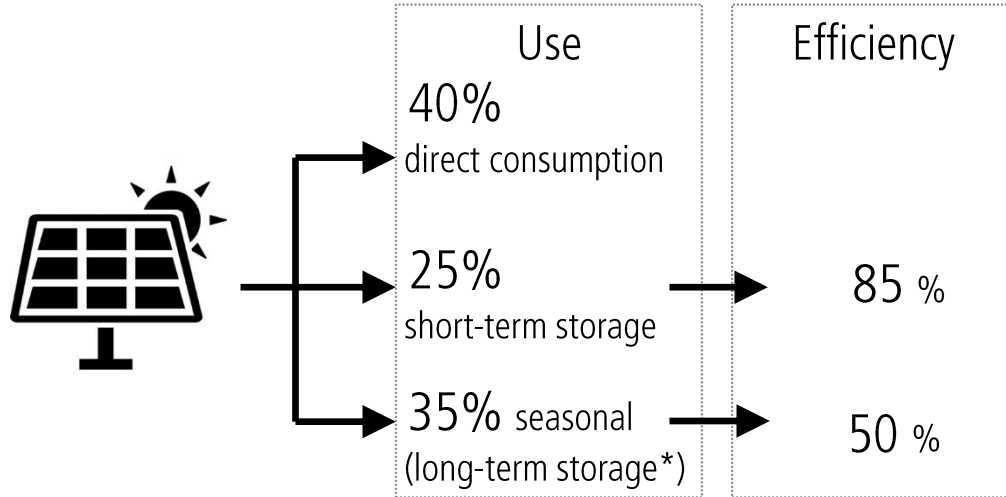 Use
Efficiency
40%
direct consumption
25%
short-term storage
85 %
35% seasonal
(long-term storage*)
50 %